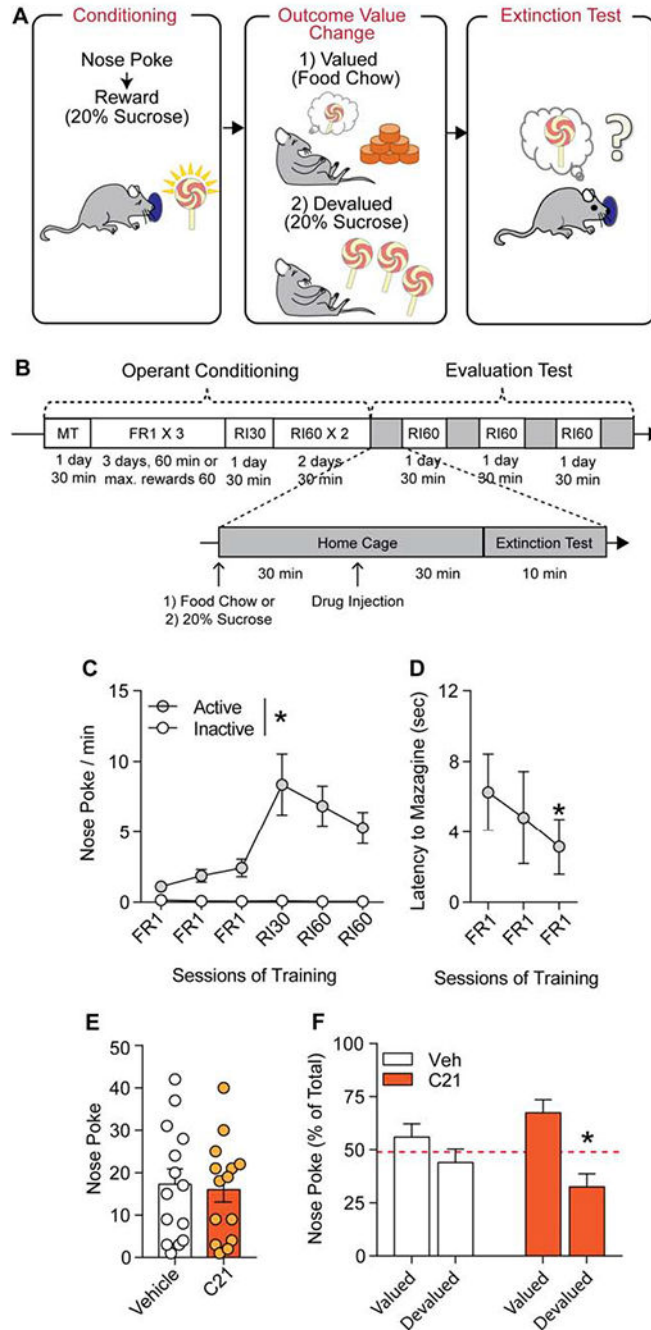 A
Conditioning
Nose Poke
Reward
(20% Sucrose)
Outcome Value
Change
1) Valued
(Food Chow)
2) Devalued
(20% Sucrose)
Extinction Test
?
B
Operant Conditioning
Evaluation Test
MT
FR1 X 3
RI30
RI60 X 2
RI60
RI60
RI60
1 day
30 min
3 days, 60 min or
max. rewards 60
1 day
30 min
2 days
30 min
1 day
30 min
1 day
30 min
1 day
30 min
Home Cage
Extinction Test
30 min
30 min
10 min
1) Food Chow or
2) 20% Sucrose
Drug Injection
C
Nose Poke / min
15
10
5
0
Active
Inactive
*
FR1
FR1
FR1
RI30
RI60
RI60
Sessions of Training
D
Latency to Mazagine (sec)
12
8
4
0
*
FR1
FR1
FR1
Sessions of Training
E
Nose Poke
50
40
30
20
10
0
Vehicle
C21
F
Nose Poke (% of Total)
100
75
50
25
0
Veh
C21
*
Valued
Devalued
Valued
Devalued